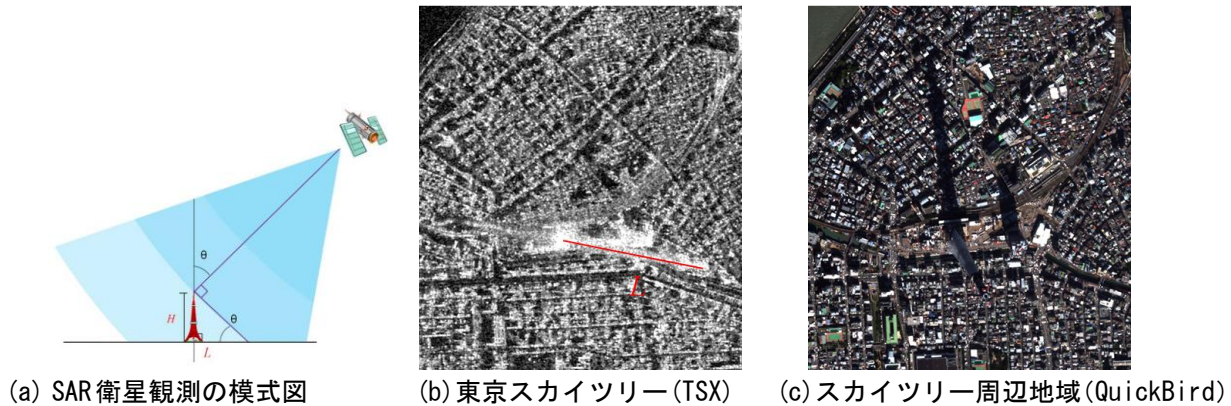 θ
H
θ
L
L
(a) SAR衛星観測の模式図
(b)東京スカイツリー(TSX)
(c)スカイツリー周辺地域(QuickBird)